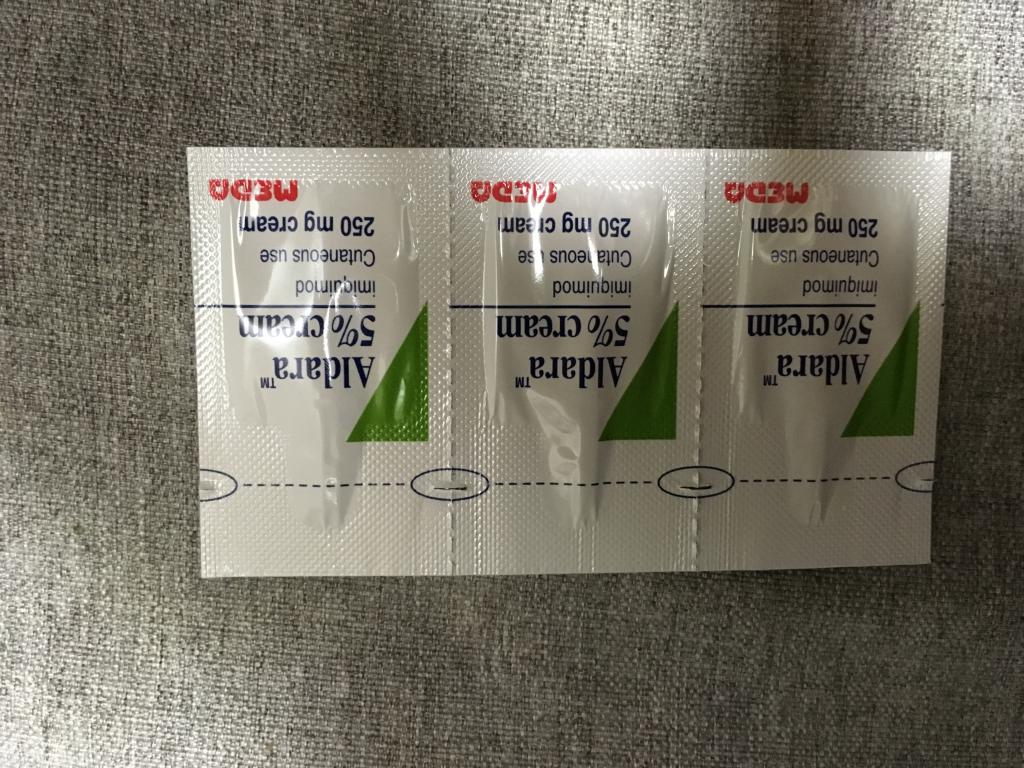 Aldara™
5% cream
imiquimod
Cutaneous use
250 mg cream
MEDA
Aldara™
5% cream
imiquimod
Cutaneous use
250 mg cream
MEDA
Aldara™
5% cream
imiquimod
Cutaneous use
250 mg cream
MEDA